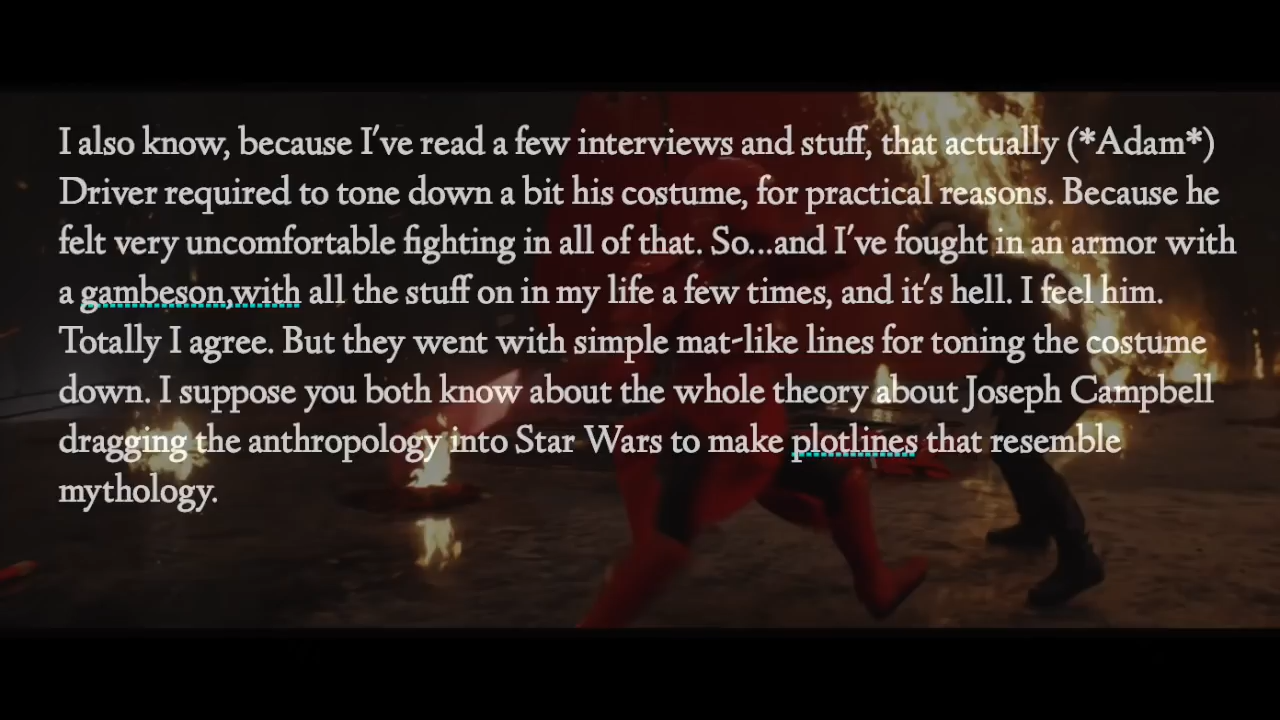 I also know, because I've read a few interviews and stuff, that actually (*Adam*)
Driver required to tone down a bit his costume, for practical reasons. Because he
felt very uncomfortable fighting in all of that. So...and I've fought in an armor with
a gambeson,with all the stuff on in my life a few times, and it's hell. I feel him.
Totally I agree. But they went with simple mat-like lines for toning the costume
down. I suppose you both know about the whole theory about Joseph Campbell
dragging the anthropology into Star Wars to make plotlines that resemble
mythology.